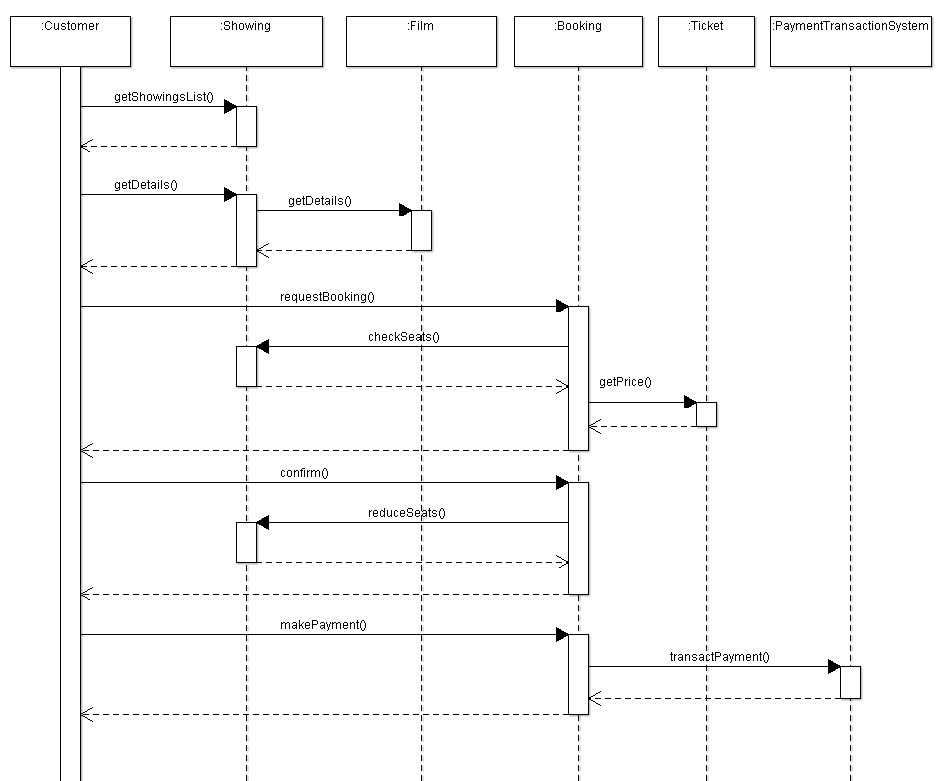 :Customer
:Showing
:Film
:Booking
:Ticket
:PaymentTransactionSystem
getShowingsList()
getDetails()
getDetails()
requestBooking()
checkSeats()
getPrice()
confirm()
reduceSeats()
makePayment()
transactPayment()